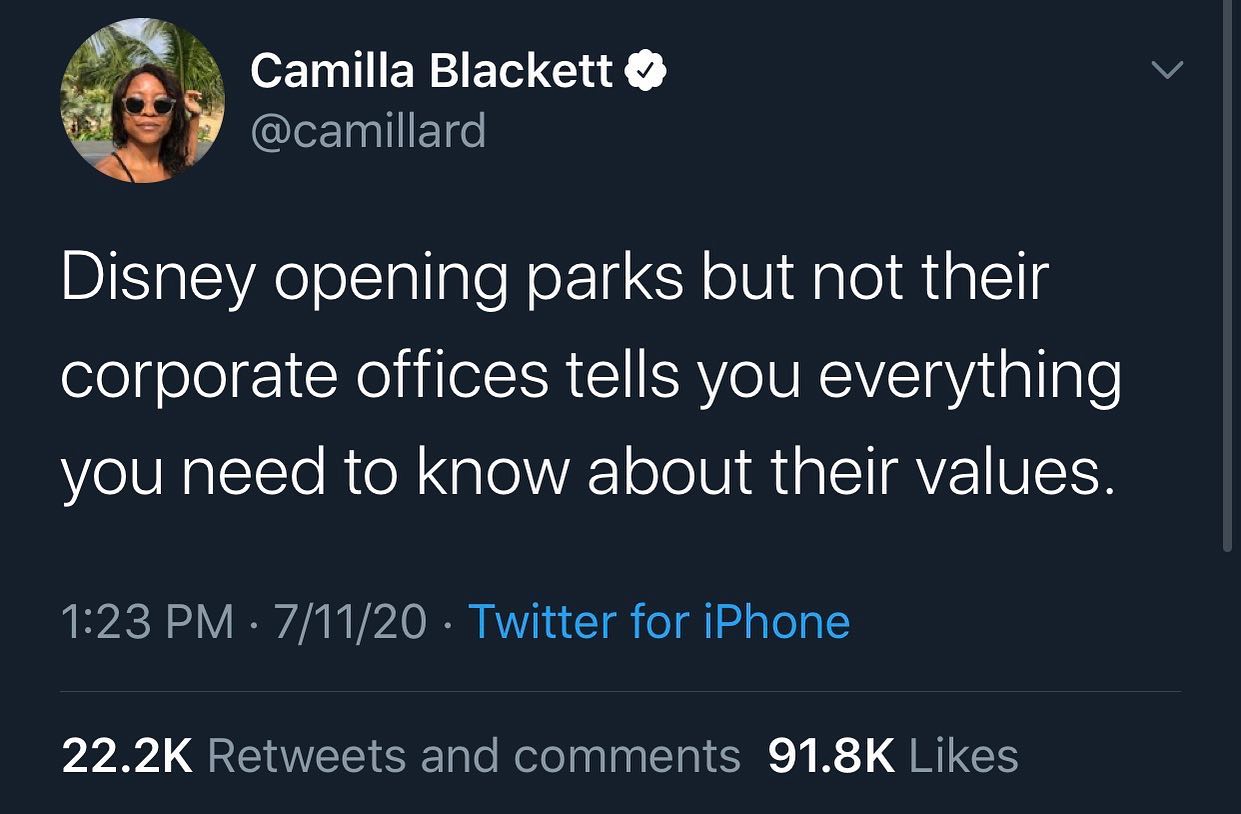 Camilla Blackett
@camillard
Disney opening parks but not their
corporate offices tells you everything
you need to know about their values.
1:23 PM · 7/11/20 · Twitter for iPhone
22.2K Retweets and comments 91.8K Likes